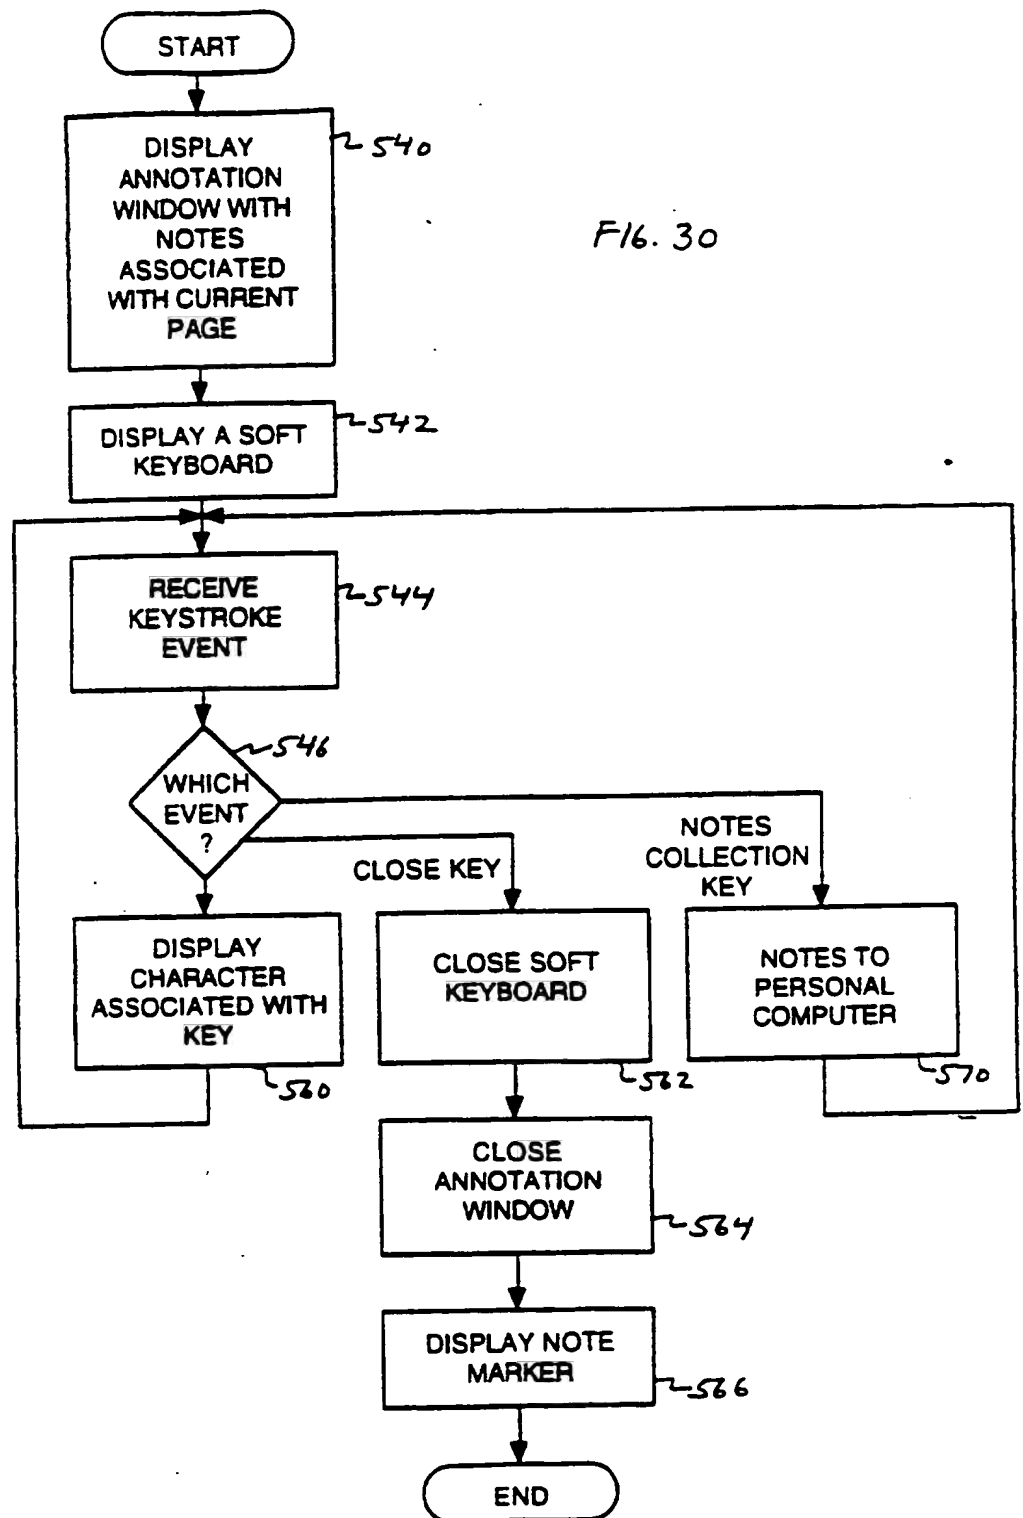 START
DISPLAY
ANNOTATION
WINDOW WITH
NOTES
ASSOCIATED
WITH CURRENT
PAGE
540
FIG. 30
DISPLAY A SOFT
KEYBOARD
542
RECEIVE
KEYSTROKE
EVENT
544
WHICH
EVENT
?
546
CLOSE KEY
NOTES
COLLECTION
KEY
DISPLAY
CHARACTER
ASSOCIATED WITH
KEY
560
CLOSE SOFT
KEYBOARD
562
NOTES TO
PERSONAL
COMPUTER
570
CLOSE
ANNOTATION
WINDOW
564
DISPLAY NOTE
MARKER
566
END